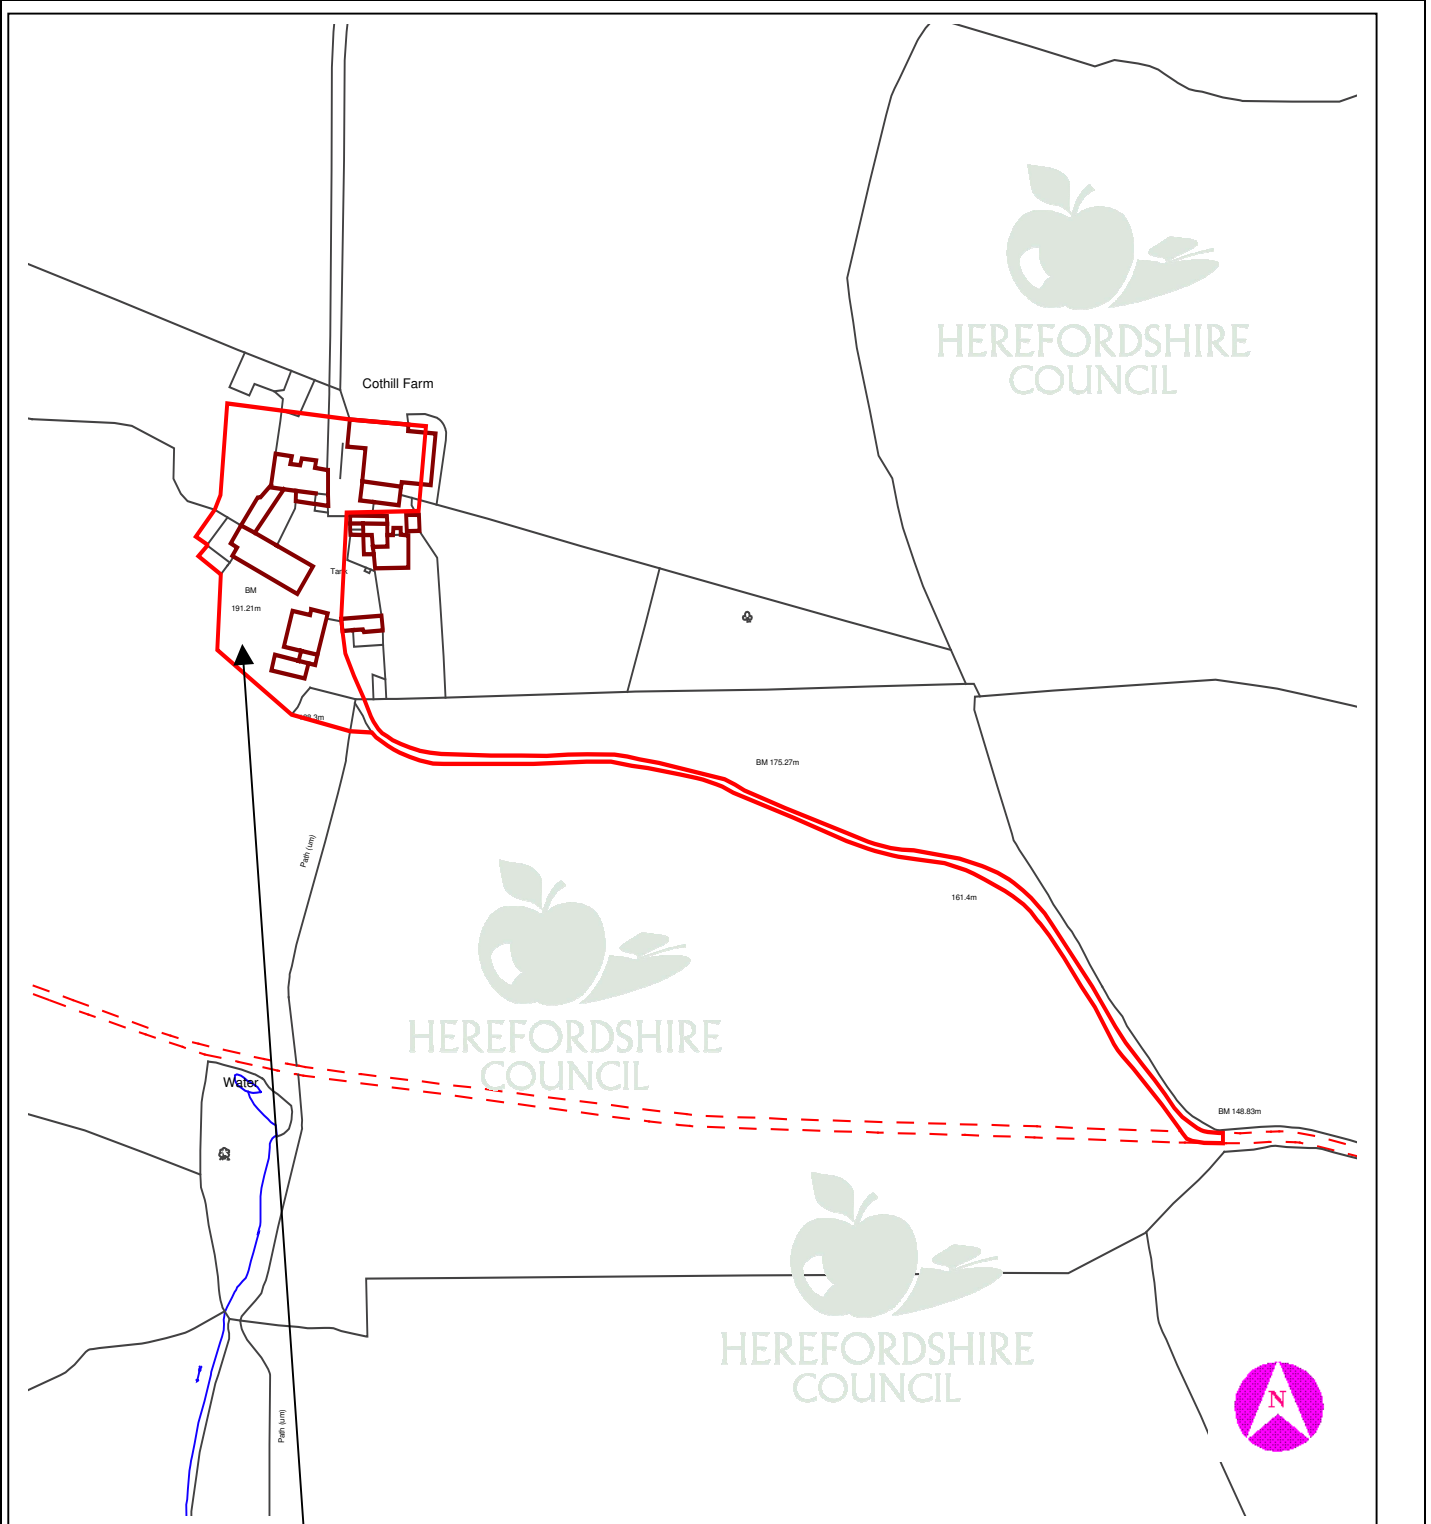 HEREFORDSHIRE
COUNCIL
Cothill Farm
Tank
BM
191.21m
BM 175.27m
Path (um)
161.4m
HEREFORDSHIRE
COUNCIL
Water
BM 148.83m
HEREFORDSHIRE
COUNCIL
N
Path (um)